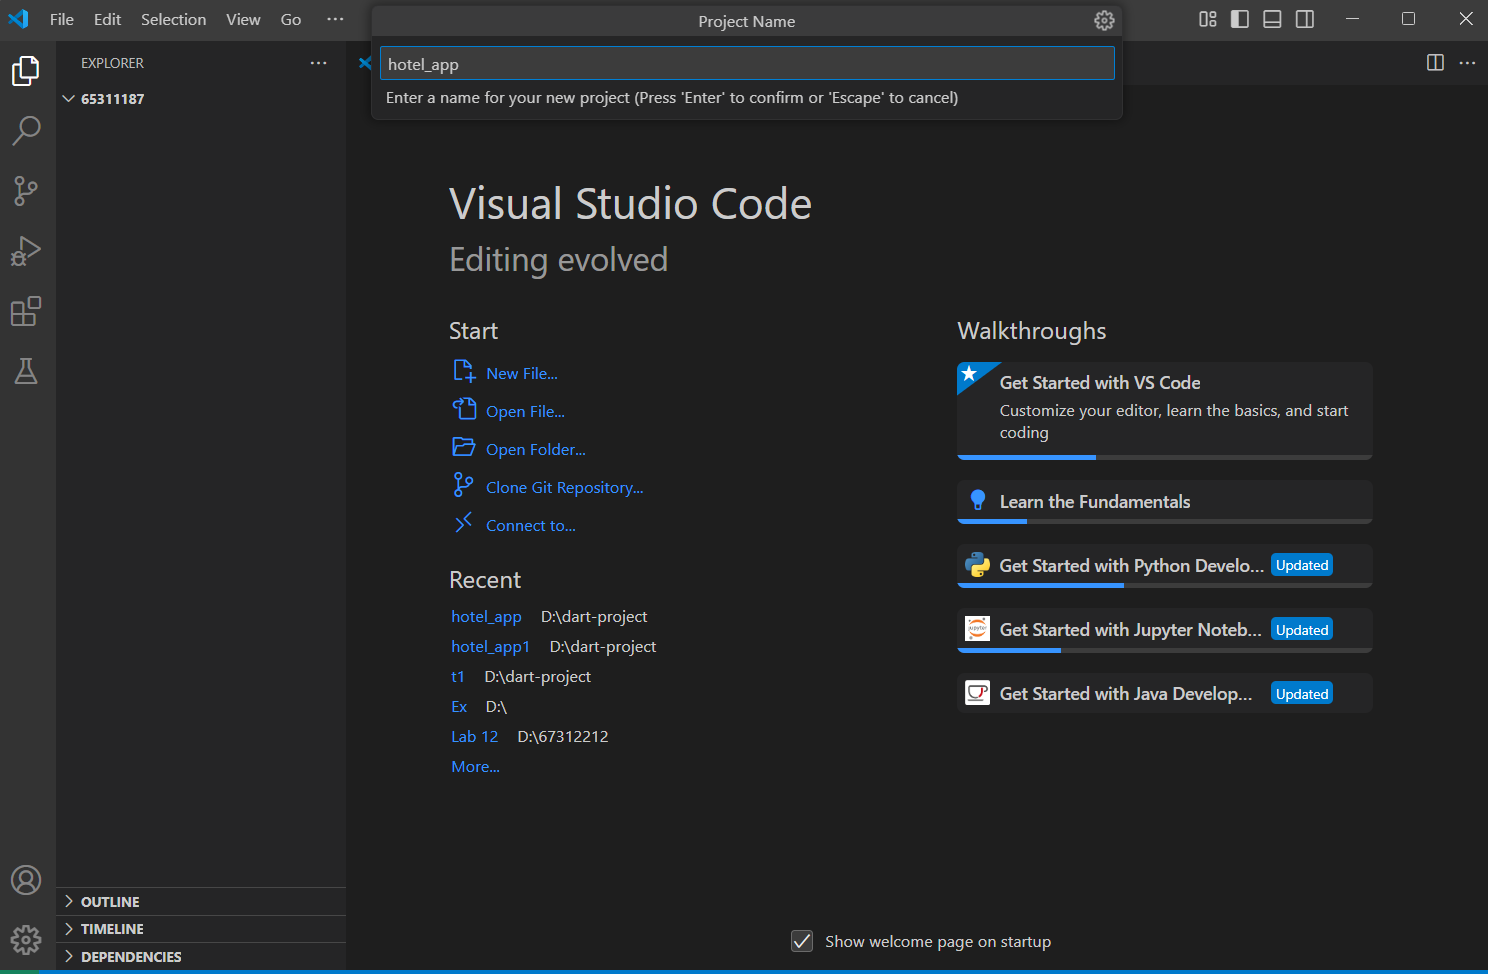 File Edit Selection View Go ...
Project Name
hotel_app
Enter a name for your new project (Press 'Enter' to confirm or 'Escape' to cancel)
EXPLORER
65311187
Visual Studio Code
Editing evolved
Start
New File...
Open File...
Open Folder...
Clone Git Repository...
Connect to...
Recent
hotel_app D:\dart-project
hotel_app1 D:\dart-project
t1 D:\dart-project
Ex D:\
Lab 12 D:\67312212
More...
Walkthroughs
Get Started with VS Code
Customize your editor, learn the basics, and start
coding
Learn the Fundamentals
Get Started with Python Develo... Updated
Get Started with Jupyter Noteb... Updated
Get Started with Java Develop... Updated
OUTLINE
TIMELINE
DEPENDENCIES
Show welcome page on startup